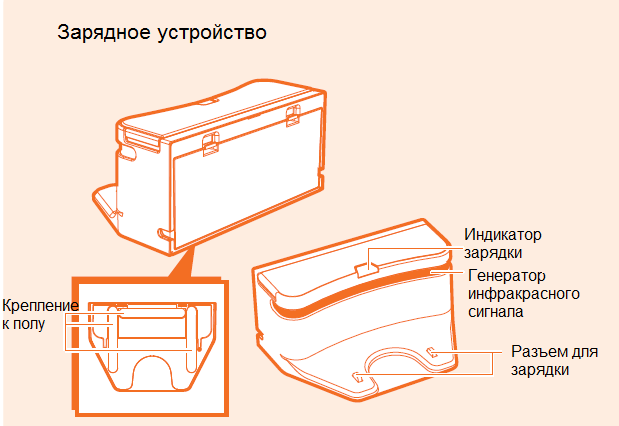 Зарядное устройство
Индикатор
зарядки
Генератор
инфракрасного
сигнала
Крепление
к полу
Разъем для
зарядки